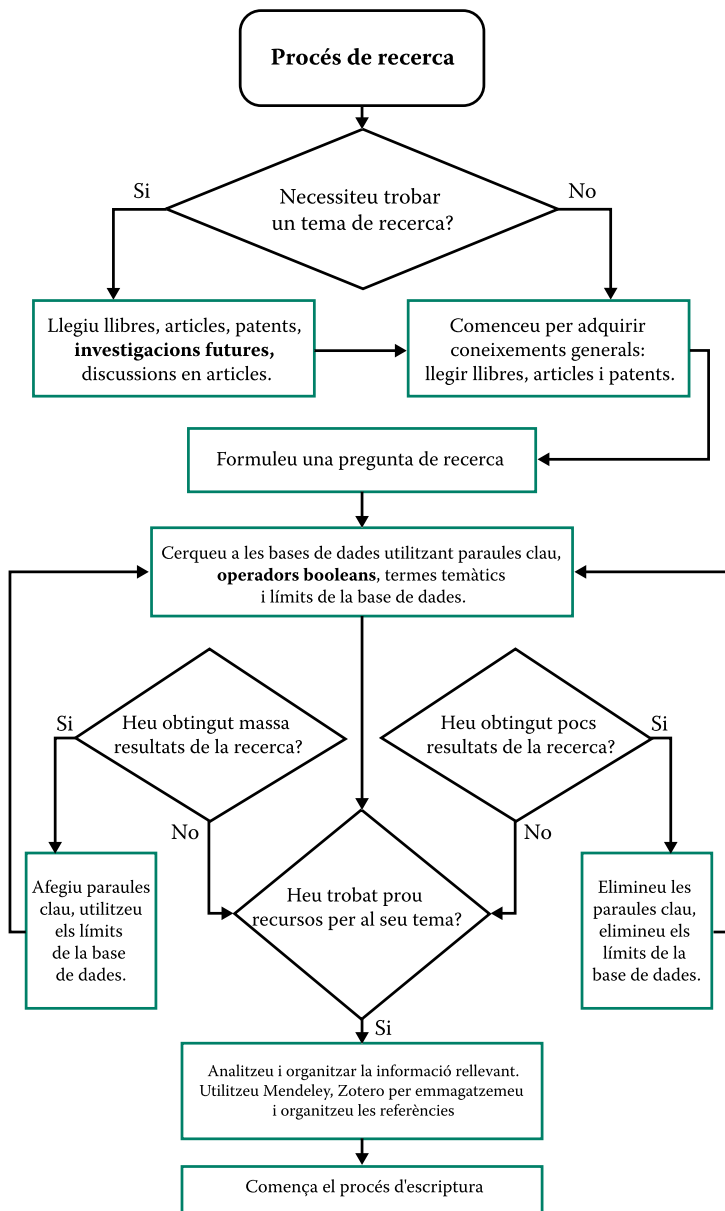 Procés de recerca
Si
Necessiteu trobar
un tema de recerca?
No
Llegiu llibres, articles, patents,
investigacions futures,
discussions en articles.
Comenceu per adquirir
coneixements generals:
llegir llibres, articles i patents.
Formuleu una pregunta de recerca
Cerqueu a les bases de dades utilitzant paraules clau,
operadors booleans, termes temàtics
i límits de la base de dades.
Si
Heu obtingut massa
resultats de la recerca?
No
Heu obtingut pocs
resultats de la recerca?
Si
No
Afegiu paraules
clau, utilitzeu
els límits
de la base
de dades.
Heu trobat prou
recursos per al seu tema?
Elimineu les
paraules clau,
elimineu els
límits de la
base de dades.
Si
Analitzeu i organitzar la informació rellevant.
Utilitzeu Mendeley, Zotero per emmagatzemeu
i organitzeu les referències
Comença el procés d'escriptura